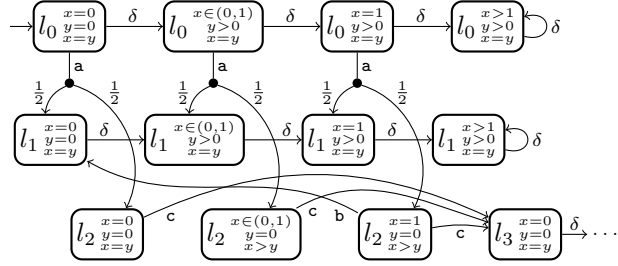 l₀ x=0 y=0 x=y δ l₀ x∈(0,1) y>0 x=y δ l₀ x=1 y>0 x=y δ l₀ x>1 y>0 x=y δ
a a a
1/2 1/2 1/2 1/2 1/2 1/2
l₁ x=0 y=0 x=y δ l₁ x∈(0,1) y>0 x=y δ l₁ x=1 y>0 x=y δ l₁ x>1 y>0 x=y δ
c c b c
l₂ x=0 y=0 x=y l₂ x∈(0,1) y=0 x>y l₂ x=1 y=0 x>y l₃ x=0 y=0 x=y δ ···